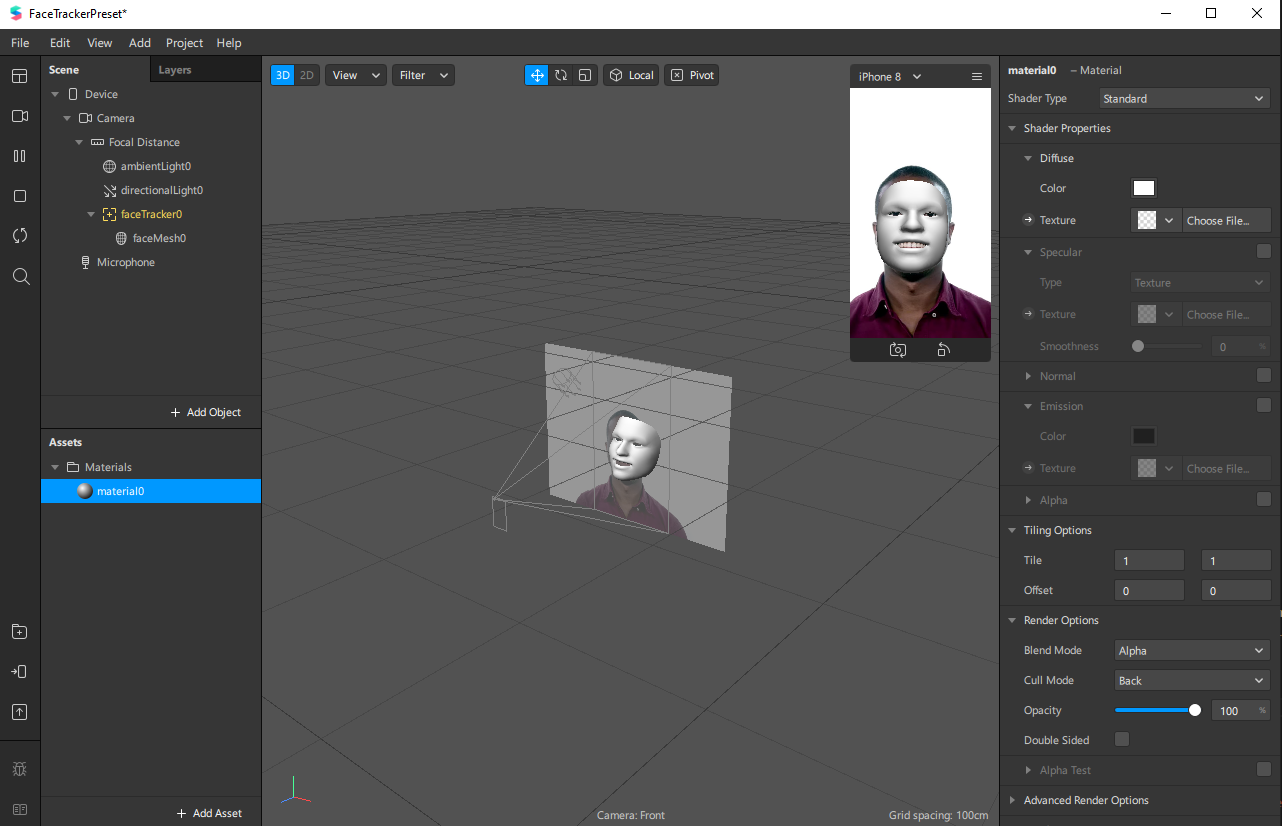 FaceTrackerPreset*
File Edit View Add Project Help
Scene Layers
Device
Camera
Focal Distance
ambientLight0
directionalLight0
faceTracker0
faceMesh0
Microphone
+ Add Object
Assets
Materials
material0
+ Add Asset
3D 2D View Filter Local Pivot
iPhone 8
Camera: Front
Grid spacing: 100cm
material0 – Material
Shader Type Standard
Shader Properties
Diffuse
Color
Texture Choose File...
Specular
Type Texture
Texture Choose File...
Smoothness 0 %
Normal
Emission
Color
Texture Choose File...
Alpha
Tiling Options
Tile 1 1
Offset 0 0
Render Options
Blend Mode Alpha
Cull Mode Back
Opacity 100 %
Double Sided
Alpha Test
Advanced Render Options